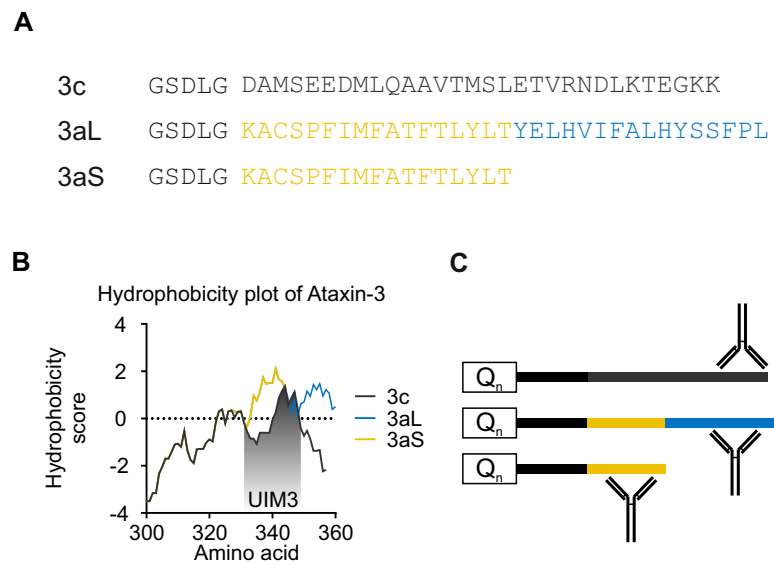 A
3c GSDLG DAMSEEDMLQAAVTMSLETVRNDLKTEGKK
3aL GSDLG KACSPFIMFATFTLYLTYELHVIFALHYSSFPL
3aS GSDLG KACSPFIMFATFTLYLT
B
Hydrophobicity plot of Ataxin-3
4
2
0
-2
-4
Hydrophobicity
score
UIM3
300 320 340 360
Amino acid
3c
3aL
3aS
C
Qn
Qn
Qn